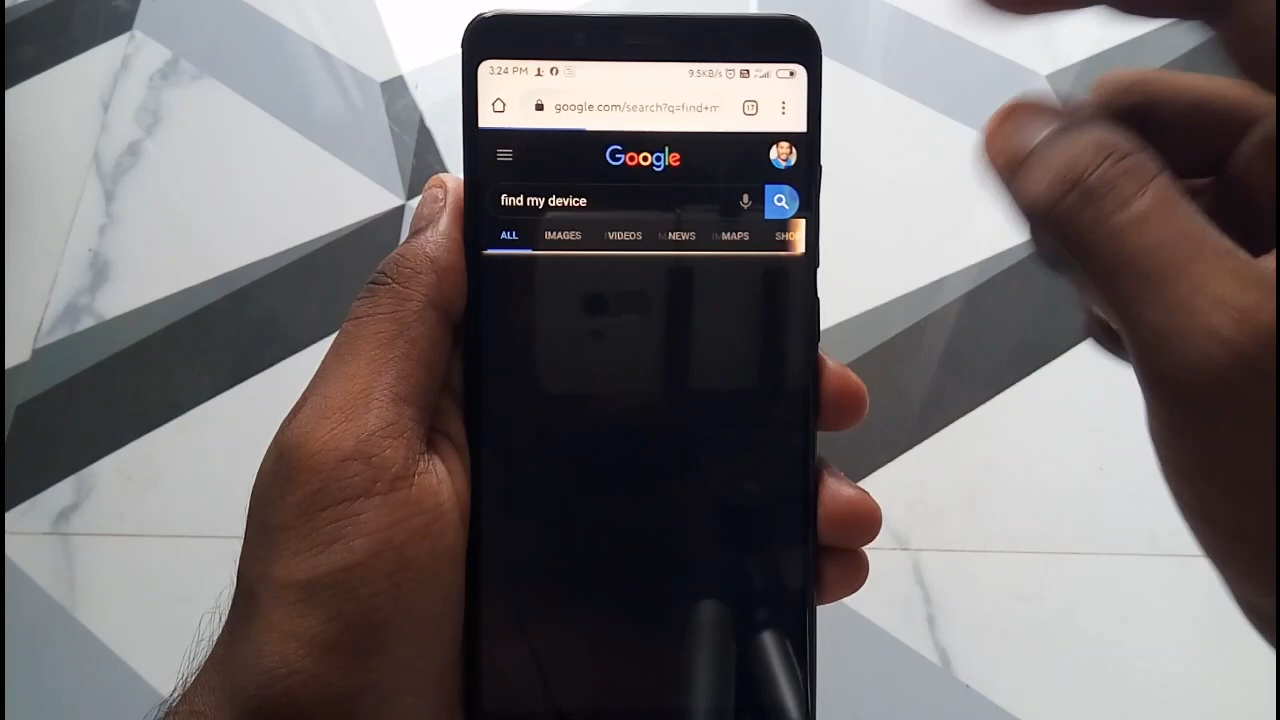 3:24 PM 9.5KB/s
google.com/search?q=find+m 17
Google
find my device
ALL IMAGES VIDEOS NEWS MAPS SHO